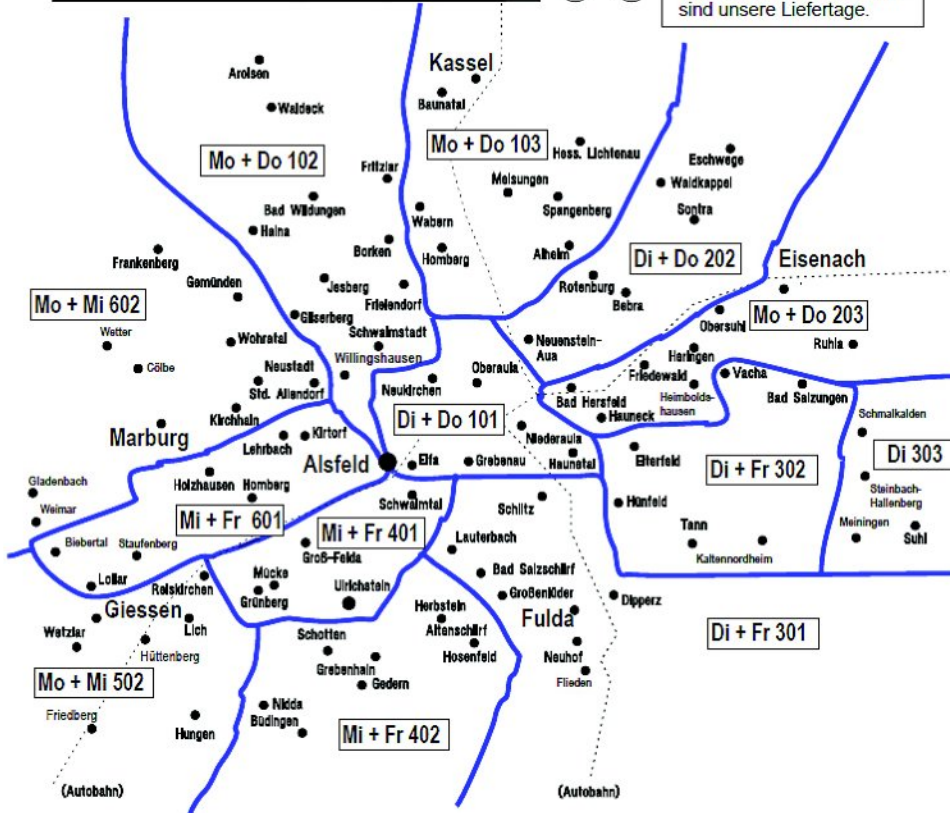 sind unsere Liefertage.
Kassel
Arolsen
Baunatal
Waldeck
Mo + Do 103
Hess. Lichtenau
Mo + Do 102
Eschwege
Fritzlar
Melsungen
Waldkappel
Bad Wildungen
Wabern
Spangenberg
Sontra
Haina
Borken
Homberg
Alheim
Di + Do 202
Eisenach
Frankenberg
Gemünden
Jesberg
Frielendorf
Rotenburg
Bebra
Mo + Mi 602
Gilserberg
Mo + Do 203
Wetter
Wohratal
Schwalmstadt
Neuenstein-
Aua
Obersuhl
Ruhla
Willingshausen
Heringen
Cölbe
Neustadt
Oberaula
Friedewald
Vacha
Std. Allendorf
Neukirchen
Bad Hersfeld
Heimbolds-
hausen
Bad Salzungen
Kirchhain
Di + Do 101
Hauneck
Schmalkalden
Marburg
Kirtorf
Niederaula
Lehrbach
Alsfeld
Elfa
Grebenau
Haunetal
Eiterfeld
Di + Fr 302
Di 303
Gladenbach
Holzhausen
Homberg
Steinbach-
Hallenberg
Weimar
Schwalmtal
Schlitz
Hünfeld
Mi + Fr 601
Mi + Fr 401
Tann
Meiningen
Suhl
Biebertal
Staufenberg
Groß-Felda
Lauterbach
Kaltennordheim
Lollar
Reiskirchen
Mücke
Bad Salzschlirf
Grünberg
Ulrichstein
Großenlüder
Giessen
Herbstein
Fulda
Dipperz
Wetzlar
Lich
Schotten
Altenschlirf
Di + Fr 301
Hüttenberg
Hosenfeld
Neuhof
Grebenhain
Mo + Mi 502
Gedern
Flieden
Friedberg
Nidda
Hungen
Büdingen
Mi + Fr 402
(Autobahn)
(Autobahn)